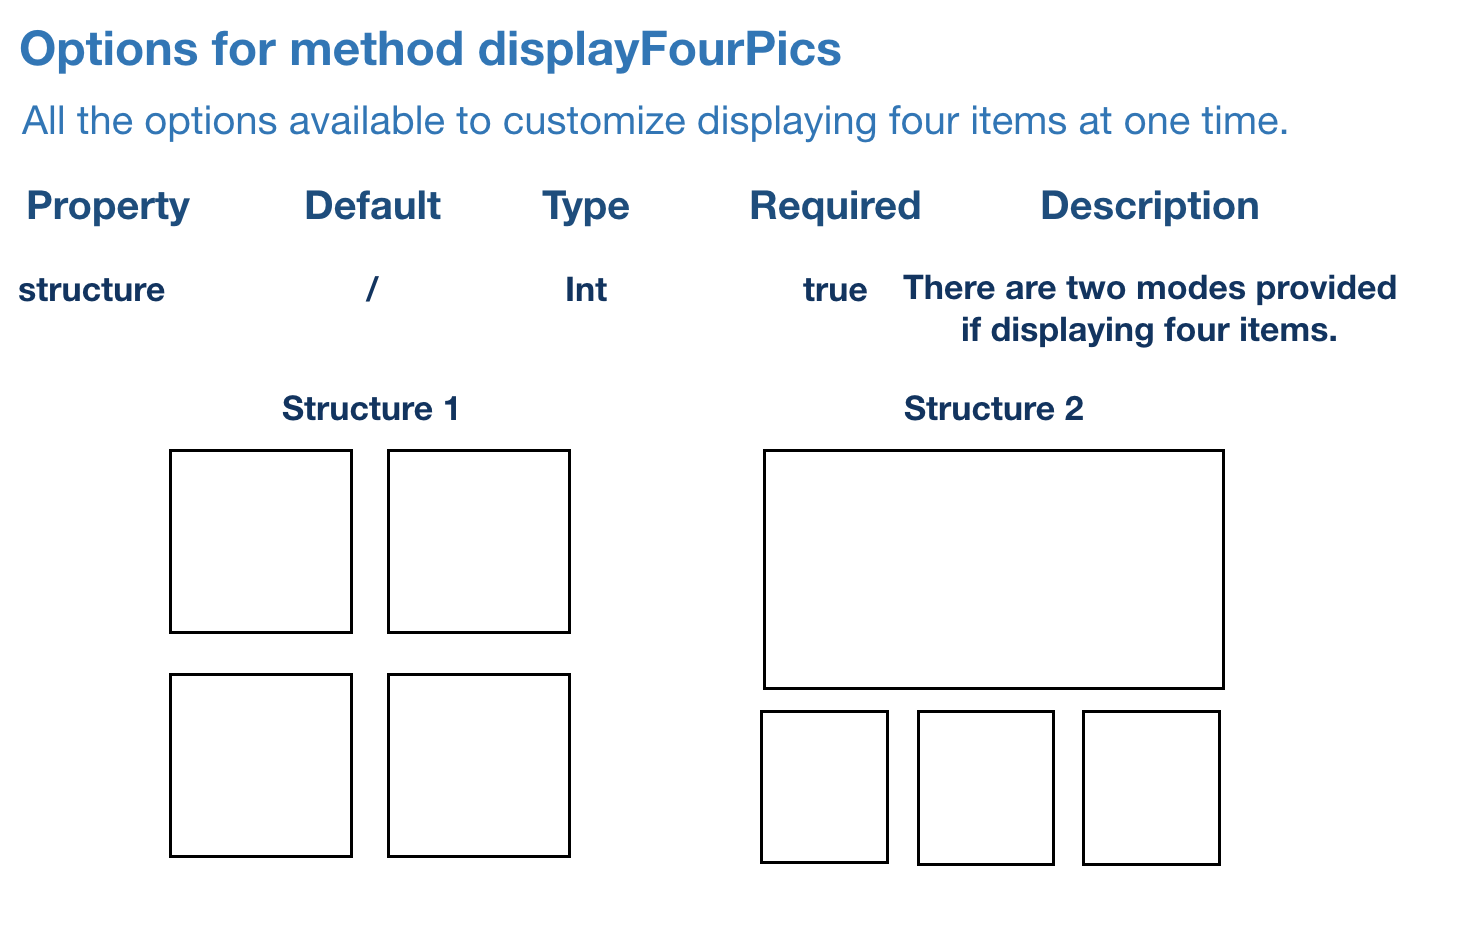 Options for method displayFourPics
All the options available to customize displaying four items at one time.
Property Default Type Required Description
structure / Int true There are two modes provided
if displaying four items.
Structure 1 Structure 2